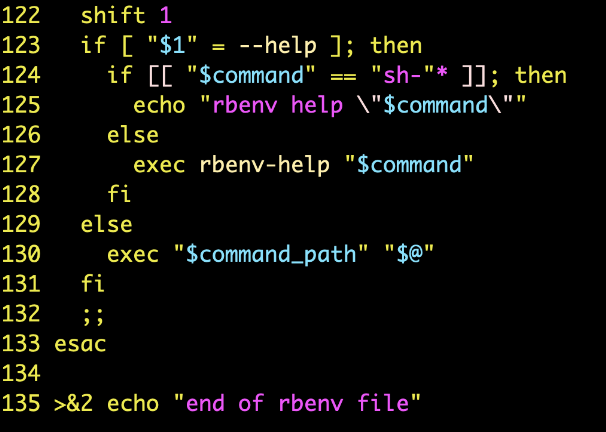 122   shift 1
123   if [ "$1" = --help ]; then
124     if [[ "$command" == "sh-"* ]]; then
125       echo "rbenv help \"$command\""
126     else
127       exec rbenv-help "$command"
128     fi
129   else
130     exec "$command_path" "$@"
131   fi
132   ;;
133 esac
134
135 >&2 echo "end of rbenv file"